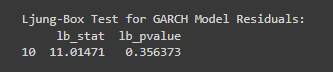 Ljung-Box Test for GARCH Model Residuals:
lb_stat lb_pvalue
10 11.01471 0.356373